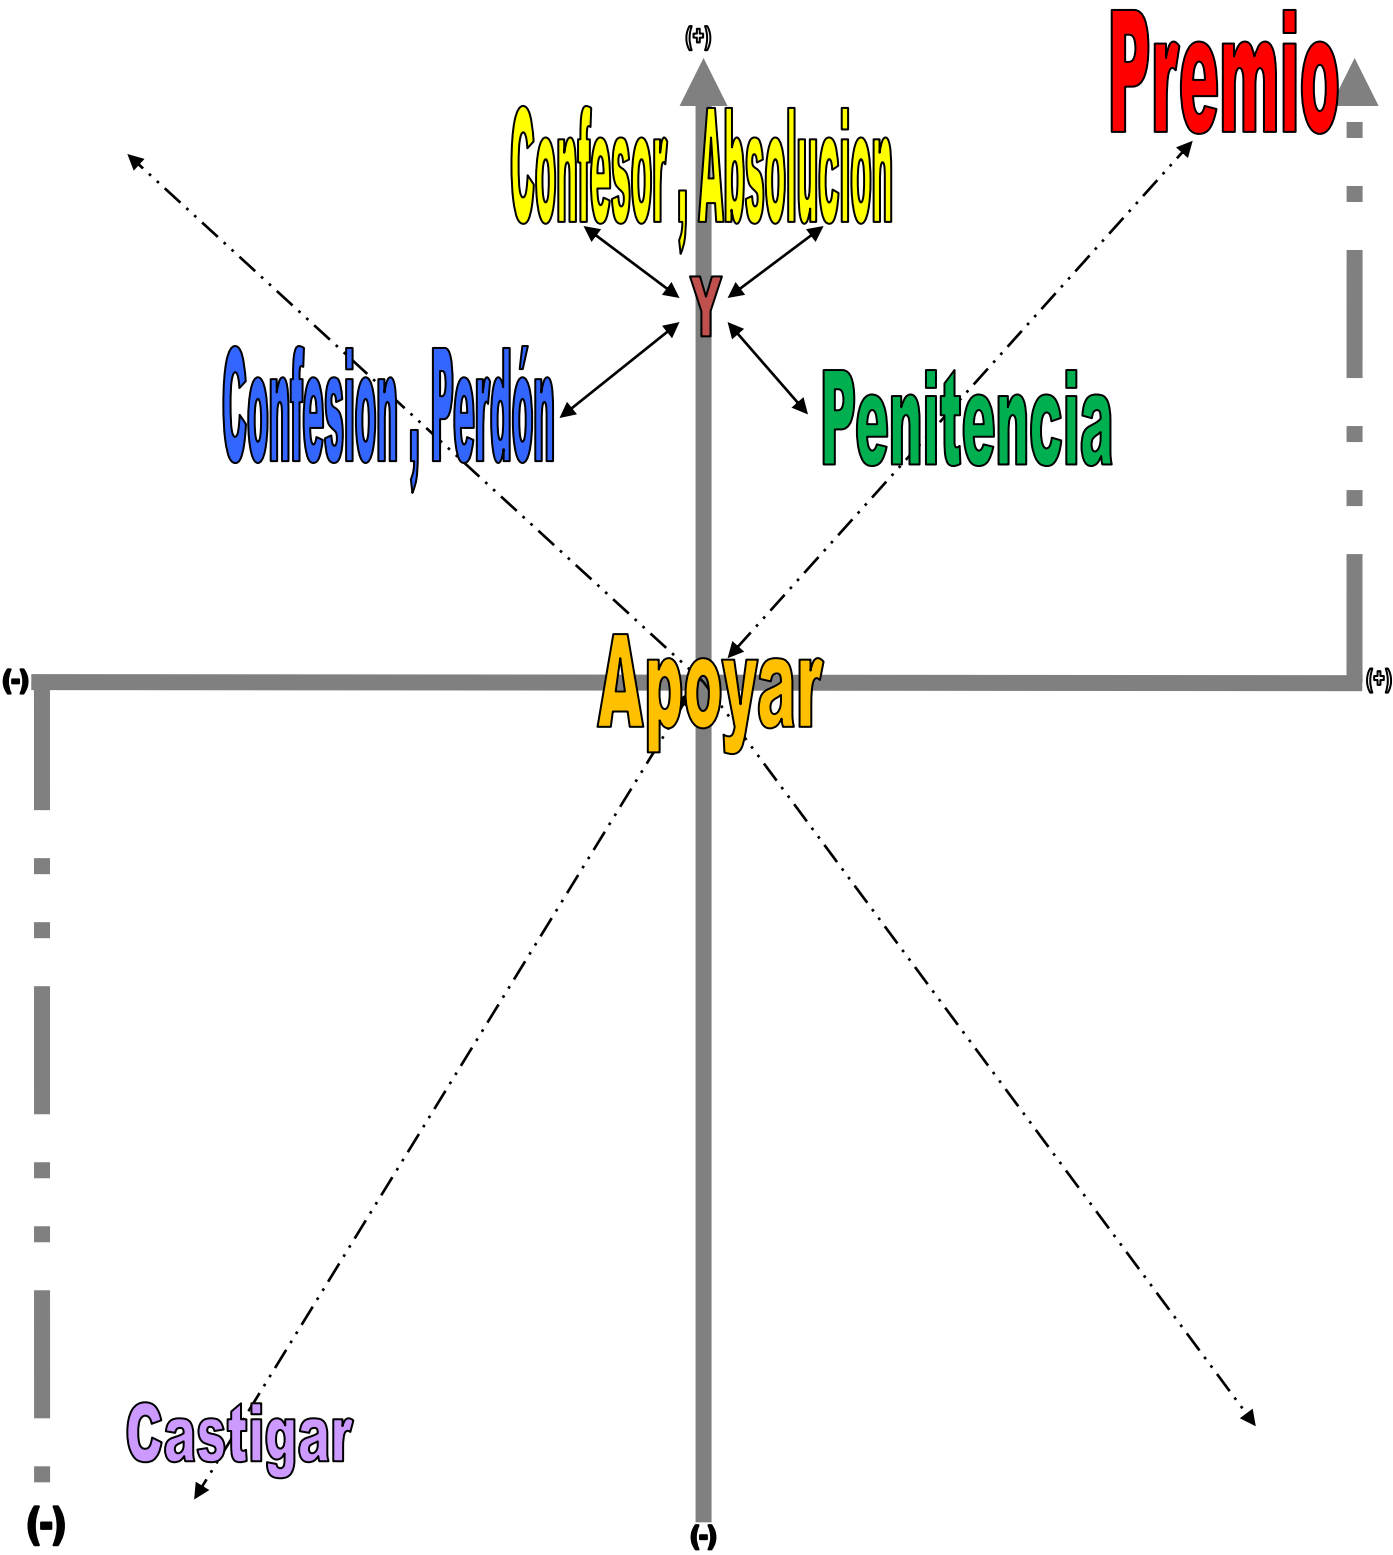 (+)
Premio
Confesor , Absolucion
Y
Confesion , Perdón
Penitencia
Apoyar
(-)
(+)
Castigar
(-)
(-)